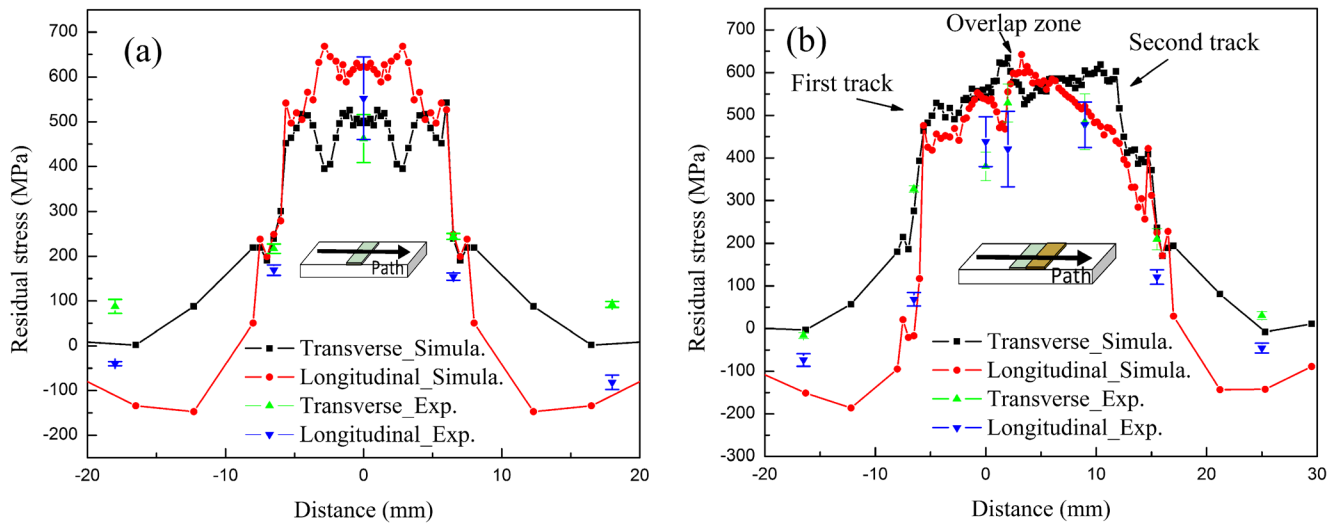 (a)
Residual stress (MPa)
700
600
500
400
300
200
100
0
-100
-200
Path
Transverse_Simula.
Longitudinal_Simula.
Transverse_Exp.
Longitudinal_Exp.
-20 -10 0 10 20
Distance (mm)
(b)
Overlap zone
Second track
First track
Residual stress (MPa)
700
600
500
400
300
200
100
0
-100
-200
-300
Path
Transverse_Simula.
Longitudinal_Simula.
Transverse_Exp.
Longitudinal_Exp.
-20 -10 0 10 20 30
Distance (mm)